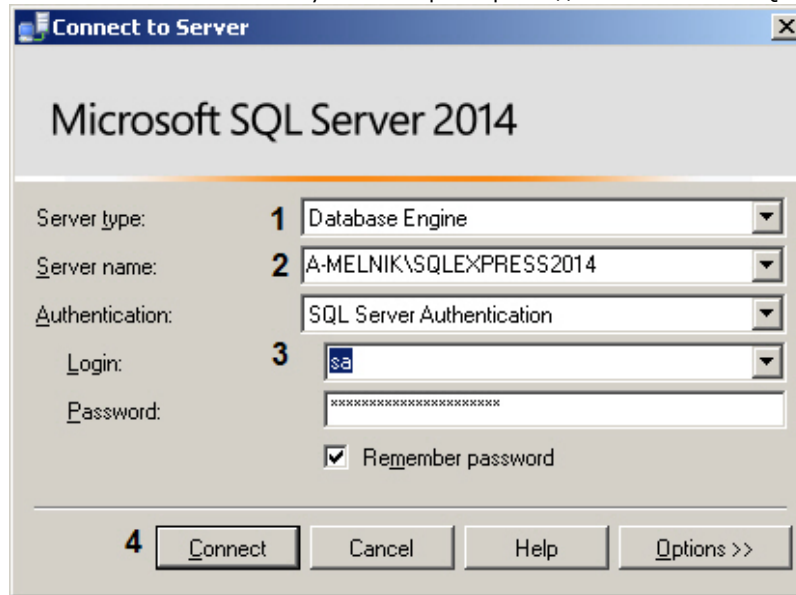 Connect to Server
Microsoft SQL Server 2014
Server type: 1 Database Engine
Server name: 2 A-MELNIK\SQLEXPRESS2014
Authentication: SQL Server Authentication
Login: 3 sa
Password: **********************
Remember password
4 Connect Cancel Help Options >>